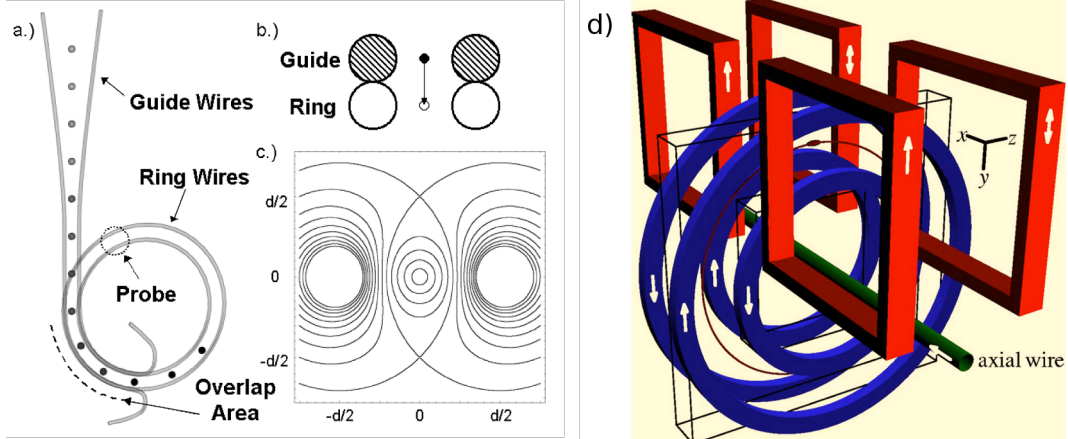 a.)
Guide Wires
Ring Wires
Probe
Overlap
Area
b.)
Guide
Ring
c.)
d/2
0
-d/2
-d/2
0
d/2
d)
x
z
y
axial wire